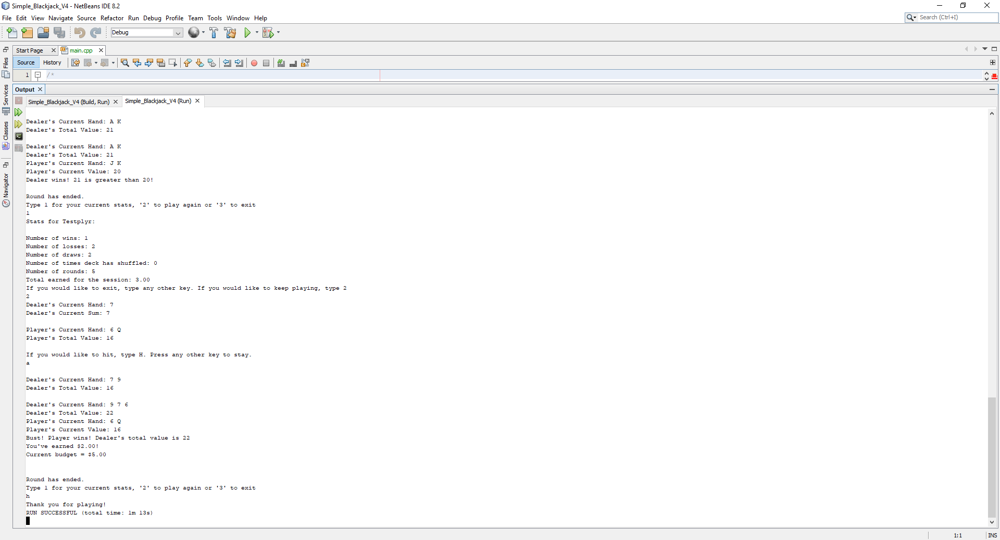 Simple_Blackjack_V4 - NetBeans IDE 8.2
File Edit View Navigate Source Refactor Run Debug Profile Team Tools Window Help
Search (Ctrl+I)
Debug
Start Page
main.cpp
Source History
1 /*
Files
Services
Classes
Navigator
Output
Simple_Blackjack_V4 (Build, Run)
Simple_Blackjack_V4 (Run)
Dealer's Current Hand: A K
Dealer's Total Value: 21
Dealer's Current Hand: A K
Dealer's Total Value: 21
Player's Current Hand: J K
Player's Current Value: 20
Dealer wins! 21 is greater than 20!
Round has ended.
Type 1 for your current stats, '2' to play again or '3' to exit
1
Stats for Testplyr:
Number of wins: 1
Number of losses: 2
Number of draws: 2
Number of times deck has shuffled: 0
Number of rounds: 5
Total earned for the session: 3.00
If you would like to exit, type any other key. If you would like to keep playing, type 2
2
Dealer's Current Hand: 7
Dealer's Current Sum: 7
Player's Current Hand: 6 Q
Player's Total Value: 16
If you would like to hit, type H. Press any other key to stay.
a
Dealer's Current Hand: 7 9
Dealer's Total Value: 16
Dealer's Current Hand: 9 7 6
Dealer's Total Value: 22
Player's Current Hand: 6 Q
Player's Current Value: 16
Bust! Player wins! Dealer's total value is 22
You've earned $2.00!
Current budget = $5.00
Round has ended.
Type 1 for your current stats, '2' to play again or '3' to exit
h
Thank you for playing!
RUN SUCCESSFUL (total time: 1m 13s)
1:1 INS